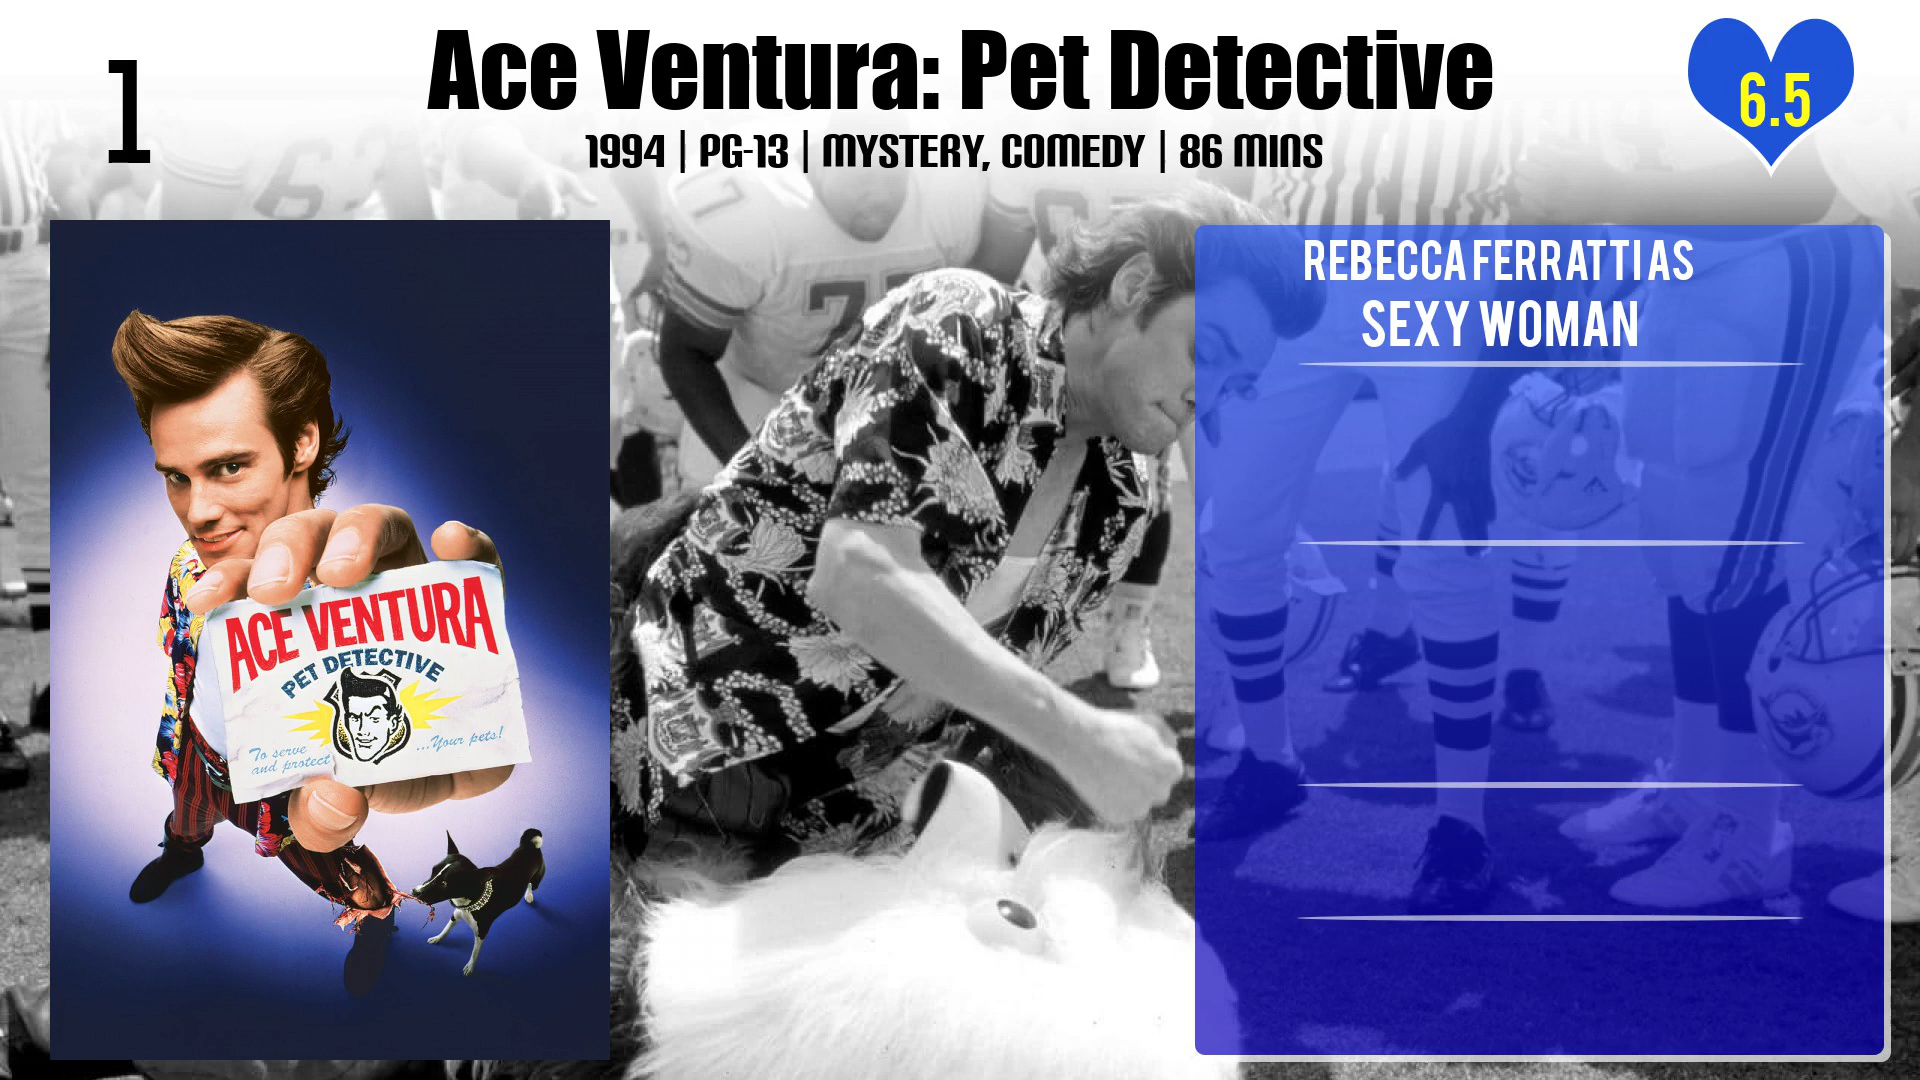 1
Ace Ventura: Pet Detective
1994 | PG-13 | MYSTERY, COMEDY | 86 MINS
6.5
ACE VENTURA
PET DETECTIVE
To serve
and protect
...Your pets!
REBECCA FERRATTI AS
SEXY WOMAN